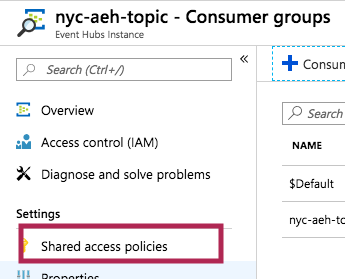 nyc-aeh-topic - Consumer groups
Event Hubs Instance
Search (Ctrl+/)
«
+ Consum
Overview
Search
Access control (IAM)
NAME
Diagnose and solve problems
$Default
Settings
nyc-aeh-to
Shared access policies
Properties